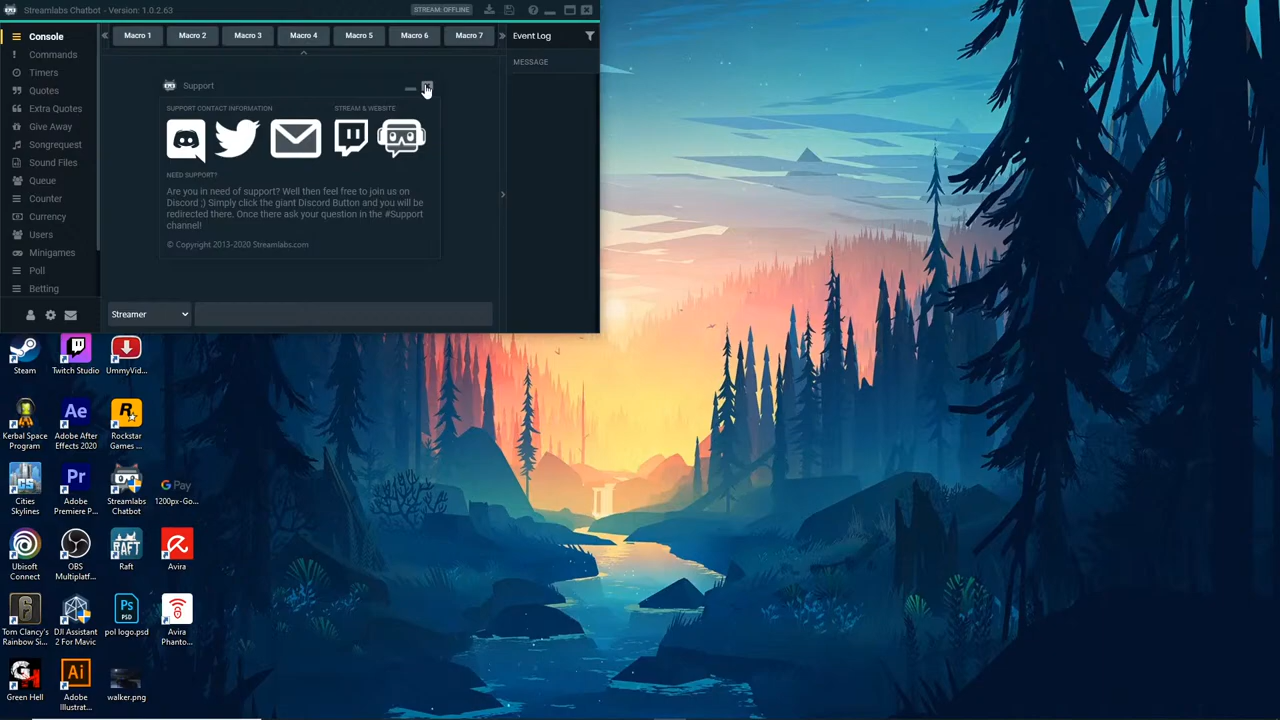 Streamlabs Chatbot - Version: 1.0.2.63
STREAM: OFFLINE
Console
Commands
Timers
Quotes
Extra Quotes
Give Away
Songrequest
Sound Files
Queue
Counter
Currency
Users
Minigames
Poll
Betting
Macro 1
Macro 2
Macro 3
Macro 4
Macro 5
Macro 6
Macro 7
Event Log
MESSAGE
Support
SUPPORT CONTACT INFORMATION
STREAM & WEBSITE
NEED SUPPORT?
Are you in need of support? Well then feel free to join us on
Discord ;) Simply click the giant Discord Button and you will be
redirected there. Once there ask your question in the #Support
channel!
© Copyright 2013-2020 Streamlabs.com
Streamer
Steam
Twitch Studio
UmmyVid...
Kerbal Space
Program
Adobe After
Effects 2020
Rockstar
Games ...
Cities
Skylines
Adobe
Premiere P...
Streamlabs
Chatbot
G Pay
1200px-Go...
Ubisoft
Connect
OBS
Multiplatf...
Raft
Avira
Tom Clancy's
Rainbow Si...
DJI Assistant
2 For Mavic
pol logo.psd
Avira
Phanto...
Green Hell
Adobe
Illustrat...
walker.png
Ae
R
Pr
RAFT
Ps
PSD
Ai